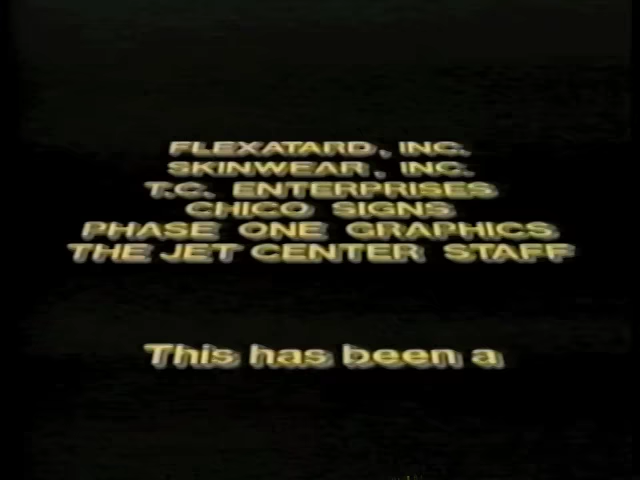 FLEXATARD, INC.
SKINWEAR, INC.
T.C. ENTERPRISES
CHICO SIGNS
PHASE ONE GRAPHICS
THE JET CENTER STAFF
This has been a